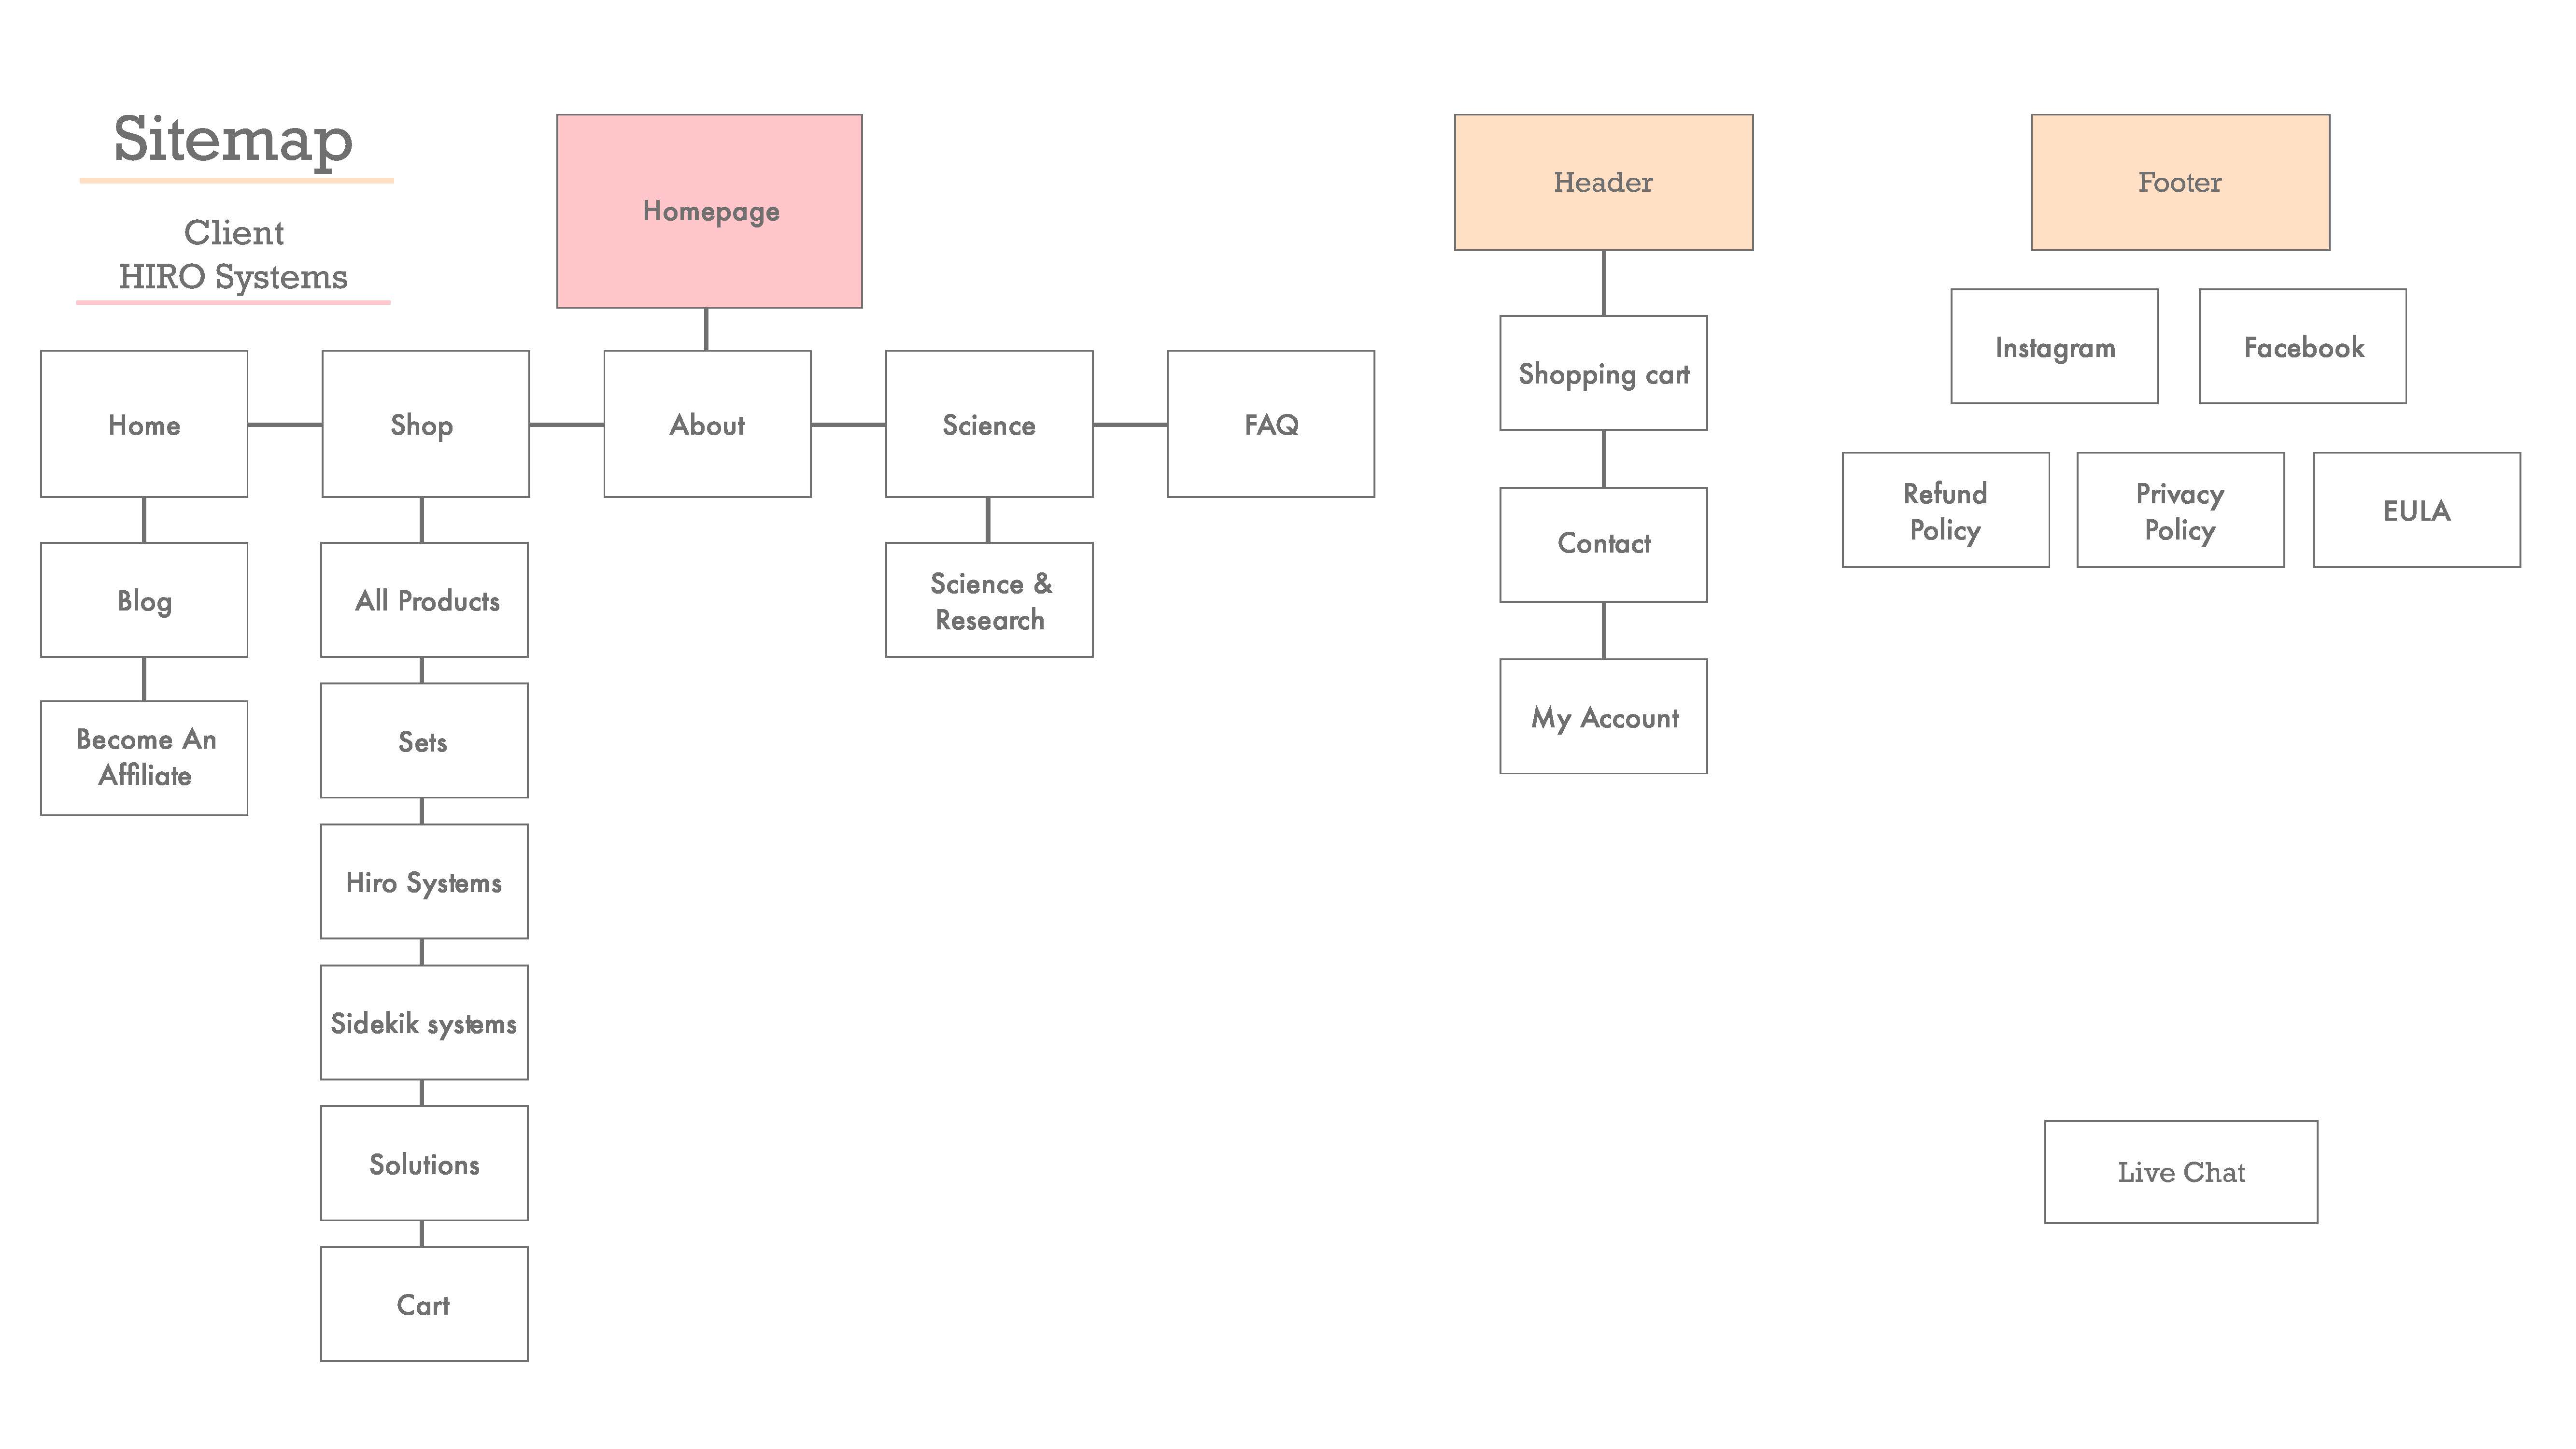 Sitemap
Client
HIRO Systems
Homepage
Home
Shop
About
Science
FAQ
Blog
Become An
Affiliate
All Products
Sets
Hiro Systems
Sidekik systems
Solutions
Cart
Science &
Research
Header
Shopping cart
Contact
My Account
Footer
Instagram
Facebook
Refund
Policy
Privacy
Policy
EULA
Live Chat